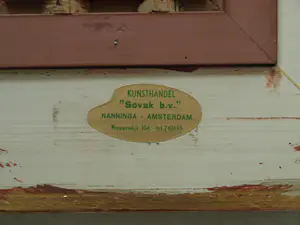 KUNSTHANDEL
"Sovak b.v."
NANNINGA - AMSTERDAM